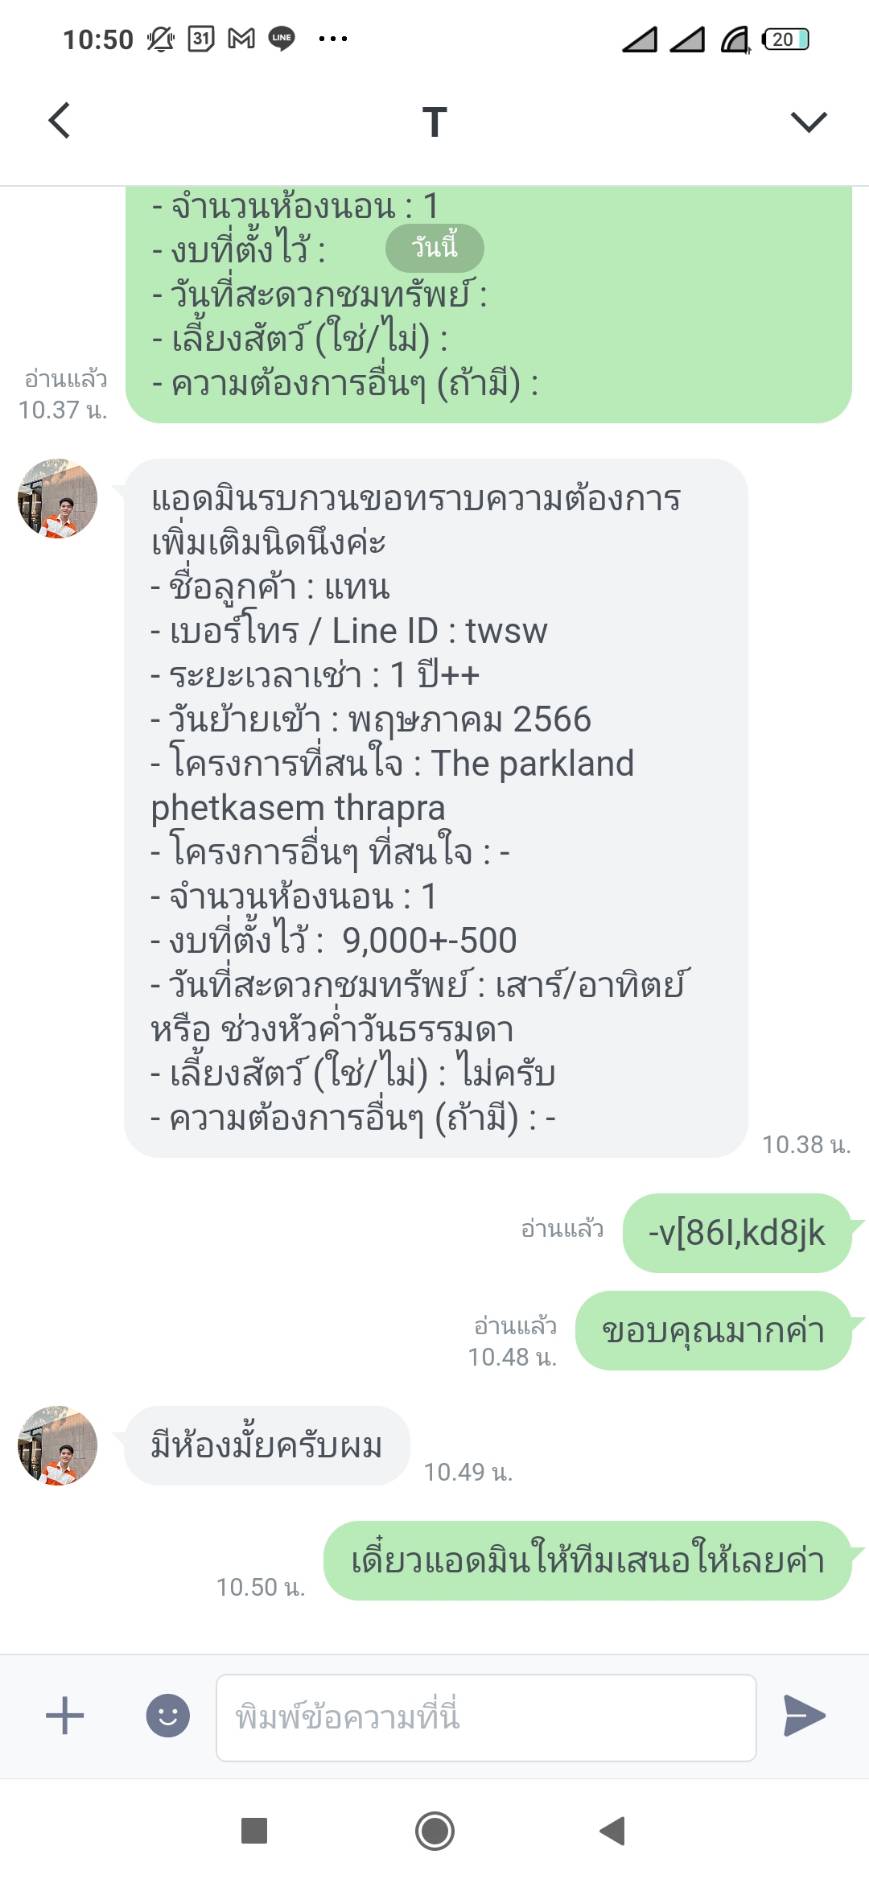 10:50 31 LINE ... 20
T
- จำนวนห้องนอน : 1
- งบที่ตั้งไว้ :
วันนี้
- วันที่สะดวกชมทรัพย์ :
- เลี้ยงสัตว์ (ใช่/ไม่) :
- ความต้องการอื่นๆ (ถ้ามี) :
อ่านแล้ว
10.37 น.
แอดมินรบกวนขอทราบความต้องการ
เพิ่มเติมนิดนึงค่ะ
- ชื่อลูกค้า : แทน
- เบอร์โทร / Line ID : twsw
- ระยะเวลาเช่า : 1 ปี++
- วันย้ายเข้า : พฤษภาคม 2566
- โครงการที่สนใจ : The parkland
phetkasem thrapra
- โครงการอื่นๆ ที่สนใจ : -
- จำนวนห้องนอน : 1
- งบที่ตั้งไว้ :  9,000+-500
- วันที่สะดวกชมทรัพย์ : เสาร์/อาทิตย์
หรือ ช่วงหัวค่ำวันธรรมดา
- เลี้ยงสัตว์ (ใช่/ไม่) : ไม่ครับ
- ความต้องการอื่นๆ (ถ้ามี) : -
10.38 น.
อ่านแล้ว
-v[86I,kd8jk
อ่านแล้ว
10.48 น.
ขอบคุณมากค่า
มีห้องมั้ยครับผม
10.49 น.
เดี๋ยวแอดมินให้ทีมเสนอให้เลยค่า
10.50 น.
พิมพ์ข้อความที่นี่